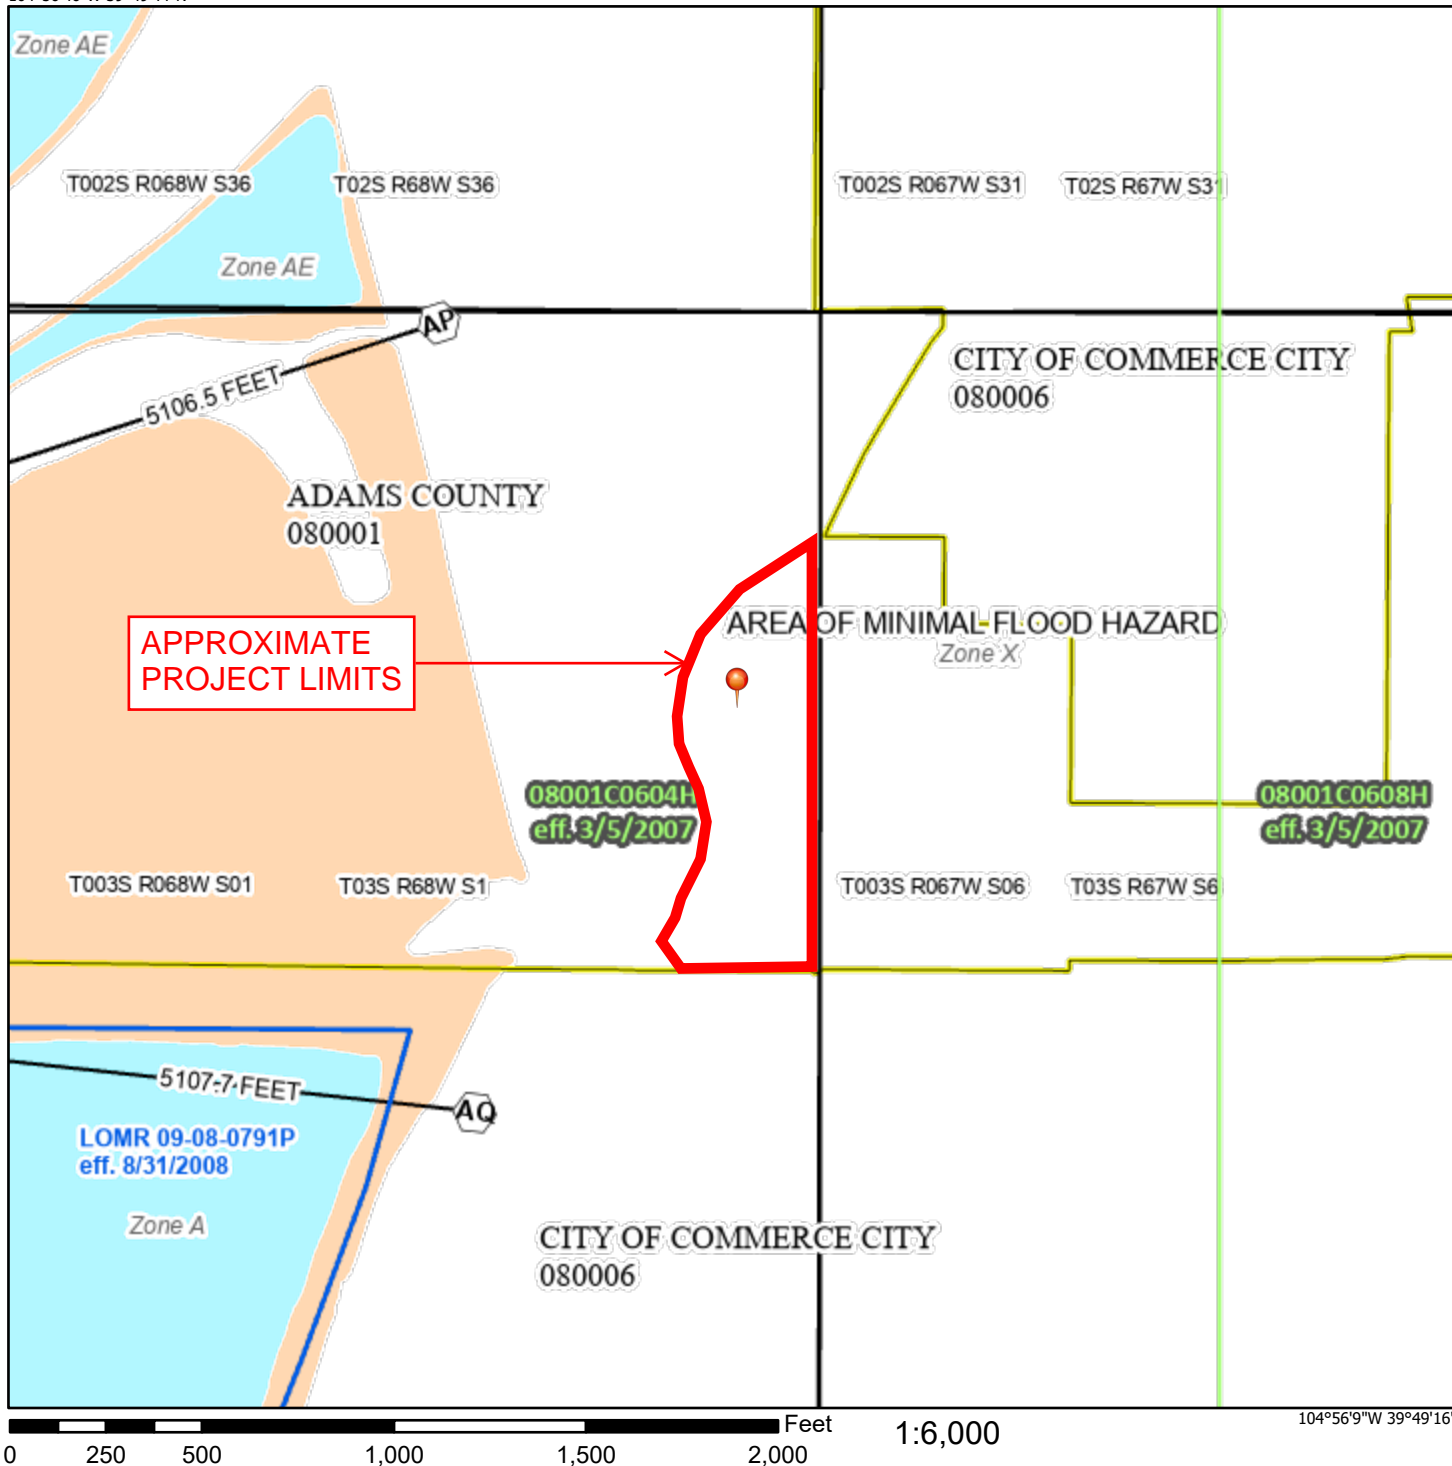 Zone AE
T002S R068W S36
T02S R68W S36
T002S R067W S31
T02S R67W S31
Zone AE
AP
5106.5 FEET
CITY OF COMMERCE CITY
080006
ADAMS COUNTY
080001
AREA OF MINIMAL FLOOD HAZARD
Zone X
APPROXIMATE
PROJECT LIMITS
08001C0604H
eff. 3/5/2007
08001C0608H
eff. 3/5/2007
T003S R068W S01
T03S R68W S1
T003S R067W S06
T03S R67W S6
5107.7 FEET
AQ
LOMR 09-08-0791P
eff. 8/31/2008
Zone A
CITY OF COMMERCE CITY
080006
Feet
1:6,000
104°56'9"W 39°49'16"
0 250 500 1,000 1,500 2,000